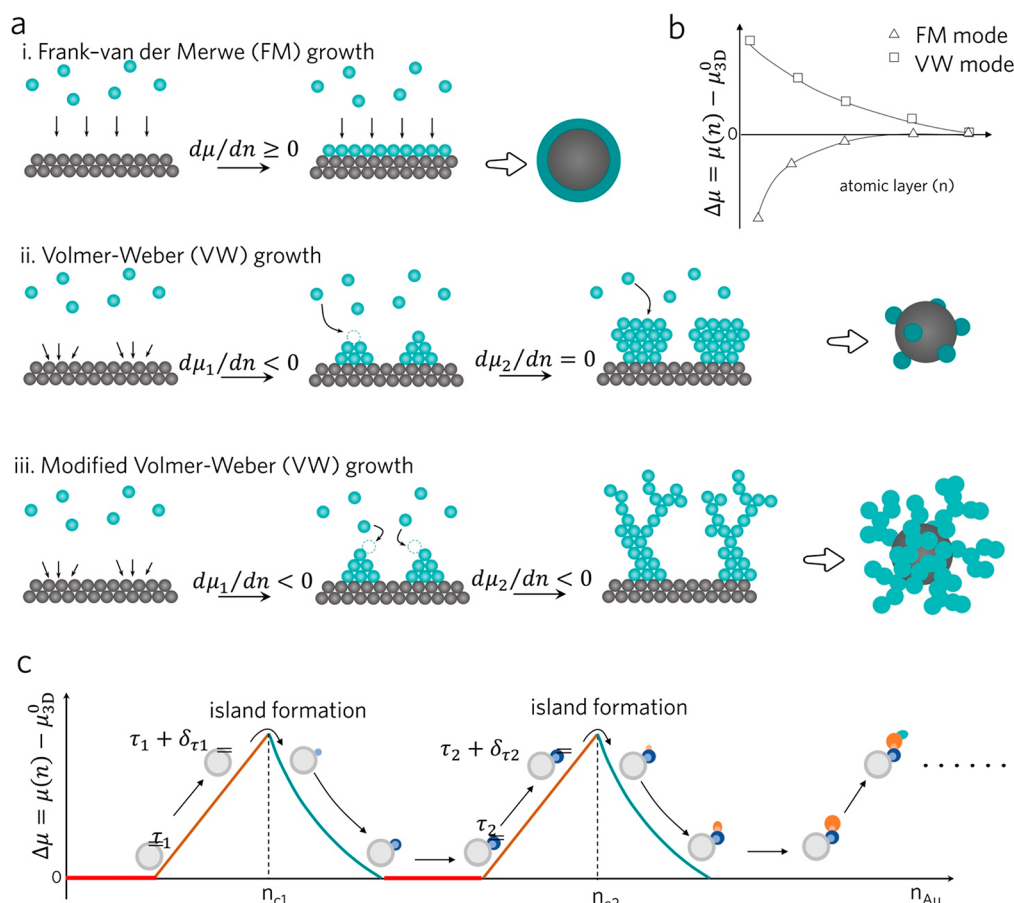 a
i. Frank–van der Merwe (FM) growth
dμ/dn ≥ 0
b
△ FM mode
□ VW mode
Δμ = μ(n) − μ⁰₃D
0
atomic layer (n)
ii. Volmer-Weber (VW) growth
dμ₁/dn < 0
dμ₂/dn = 0
iii. Modified Volmer-Weber (VW) growth
dμ₁/dn < 0
dμ₂/dn < 0
c
Δμ = μ(n) − μ⁰₃D
0
island formation
τ₁ + δτ1
τ₁
island formation
τ₂ + δτ2
τ₂
......
n_c1
n_c2
n_Au